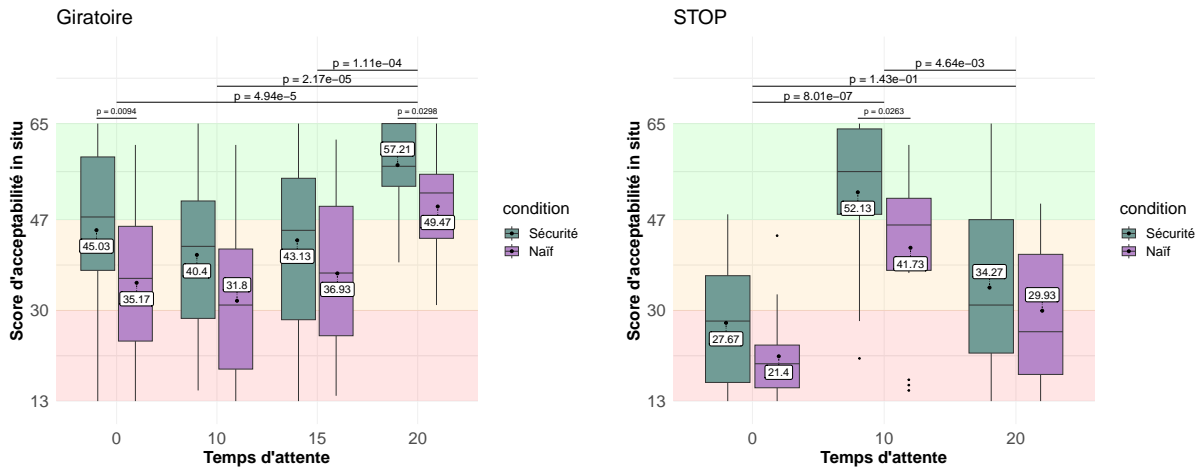 Giratoire
p = 1.11e−04
p = 2.17e−05
p = 4.94e−5
p = 0.0094
p = 0.0298
65
47
30
13
57.21
49.47
45.03
35.17
40.4
31.8
43.13
36.93
0
10
15
20
Temps d'attente
Score d'acceptabilité in situ
condition
Sécurité
Naïf
STOP
p = 4.64e−03
p = 1.43e−01
p = 8.01e−07
p = 0.0263
65
47
30
13
27.67
21.4
52.13
41.73
34.27
29.93
0
10
20
Temps d'attente
Score d'acceptabilité in situ
condition
Sécurité
Naïf